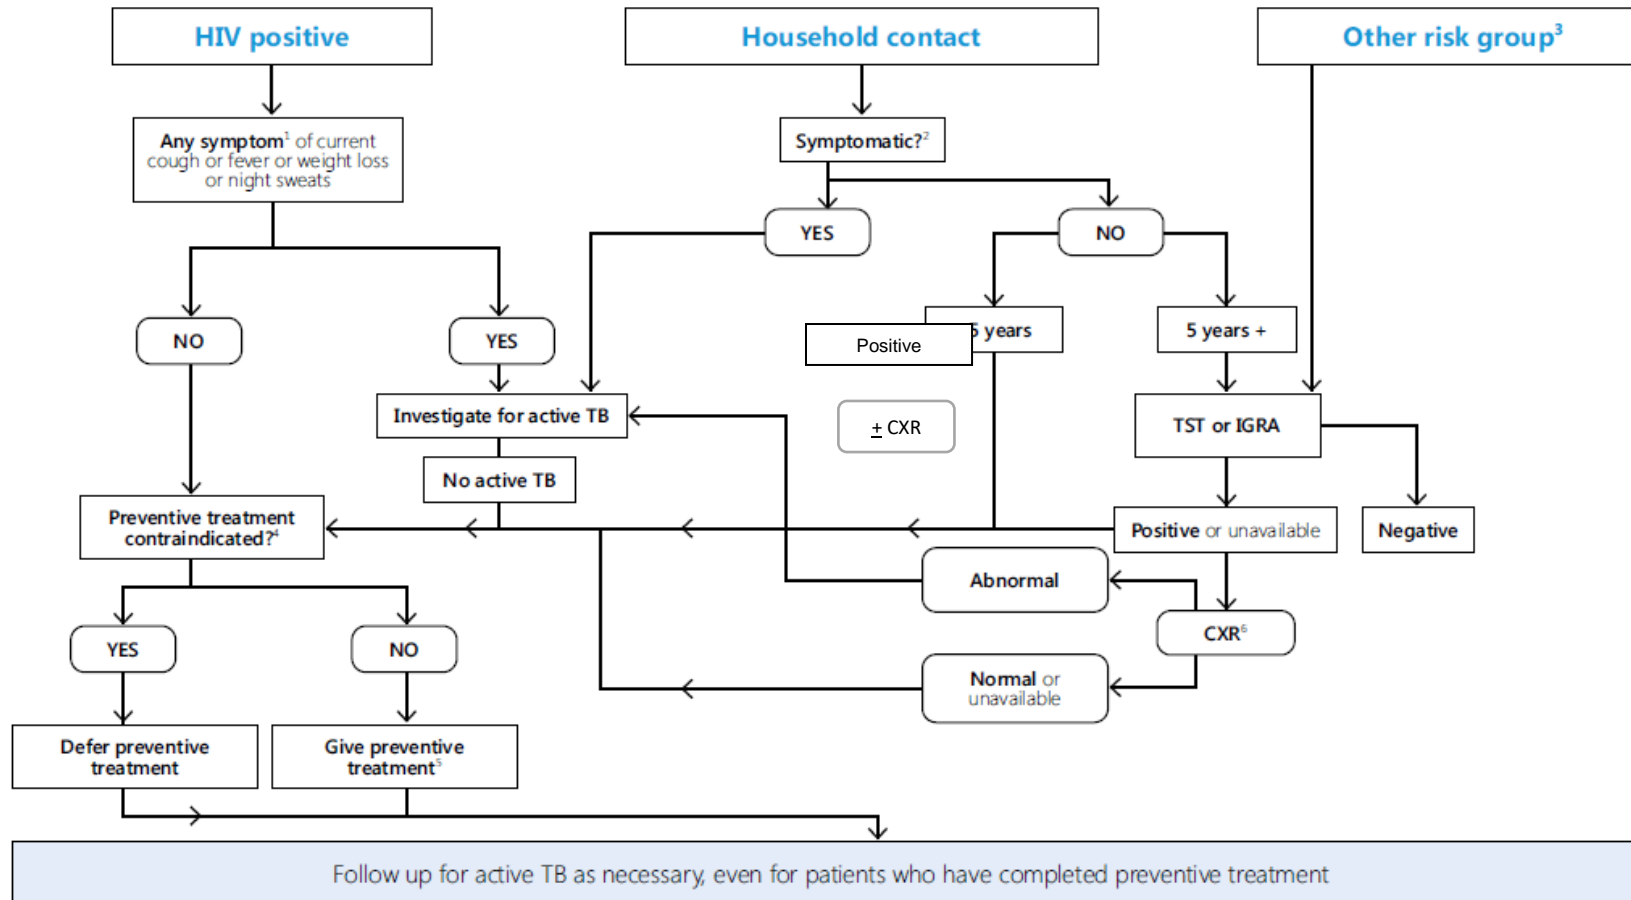 HIV positive
Household contact
Other risk group³
Any symptom¹ of current
cough or fever or weight loss
or night sweats
Symptomatic?²
YES
NO
NO
YES
5 years
5 years +
Positive
Investigate for active TB
± CXR
TST or IGRA
No active TB
Preventive treatment
contraindicated?⁴
Positive or unavailable
Negative
Abnormal
CXR⁶
YES
NO
Normal or
unavailable
Defer preventive
treatment
Give preventive
treatment⁵
Follow up for active TB as necessary, even for patients who have completed preventive treatment